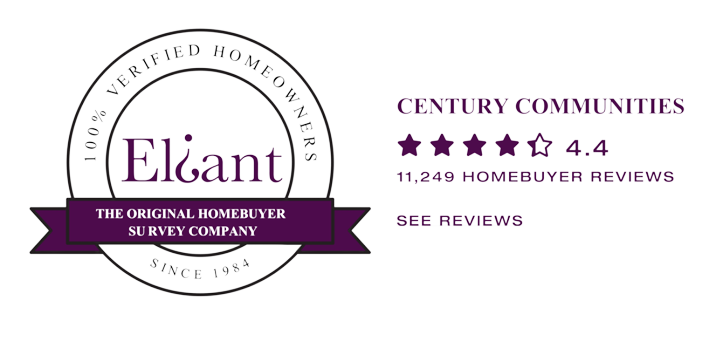 100% VERIFIED HOMEOWNERS
Eliant
THE ORIGINAL HOMEBUYER
SU RVEY COMPANY
SINCE 1984
CENTURY COMMUNITIES
4.4
11,249 HOMEBUYER REVIEWS
SEE REVIEWS